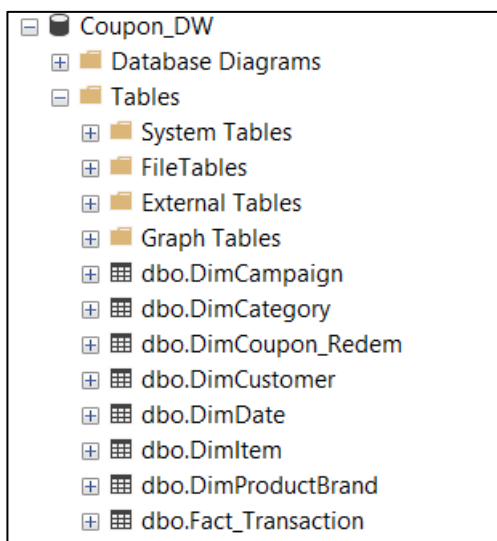 Coupon_DW
Database Diagrams
Tables
System Tables
FileTables
External Tables
Graph Tables
dbo.DimCampaign
dbo.DimCategory
dbo.DimCoupon_Redem
dbo.DimCustomer
dbo.DimDate
dbo.DimItem
dbo.DimProductBrand
dbo.Fact_Transaction